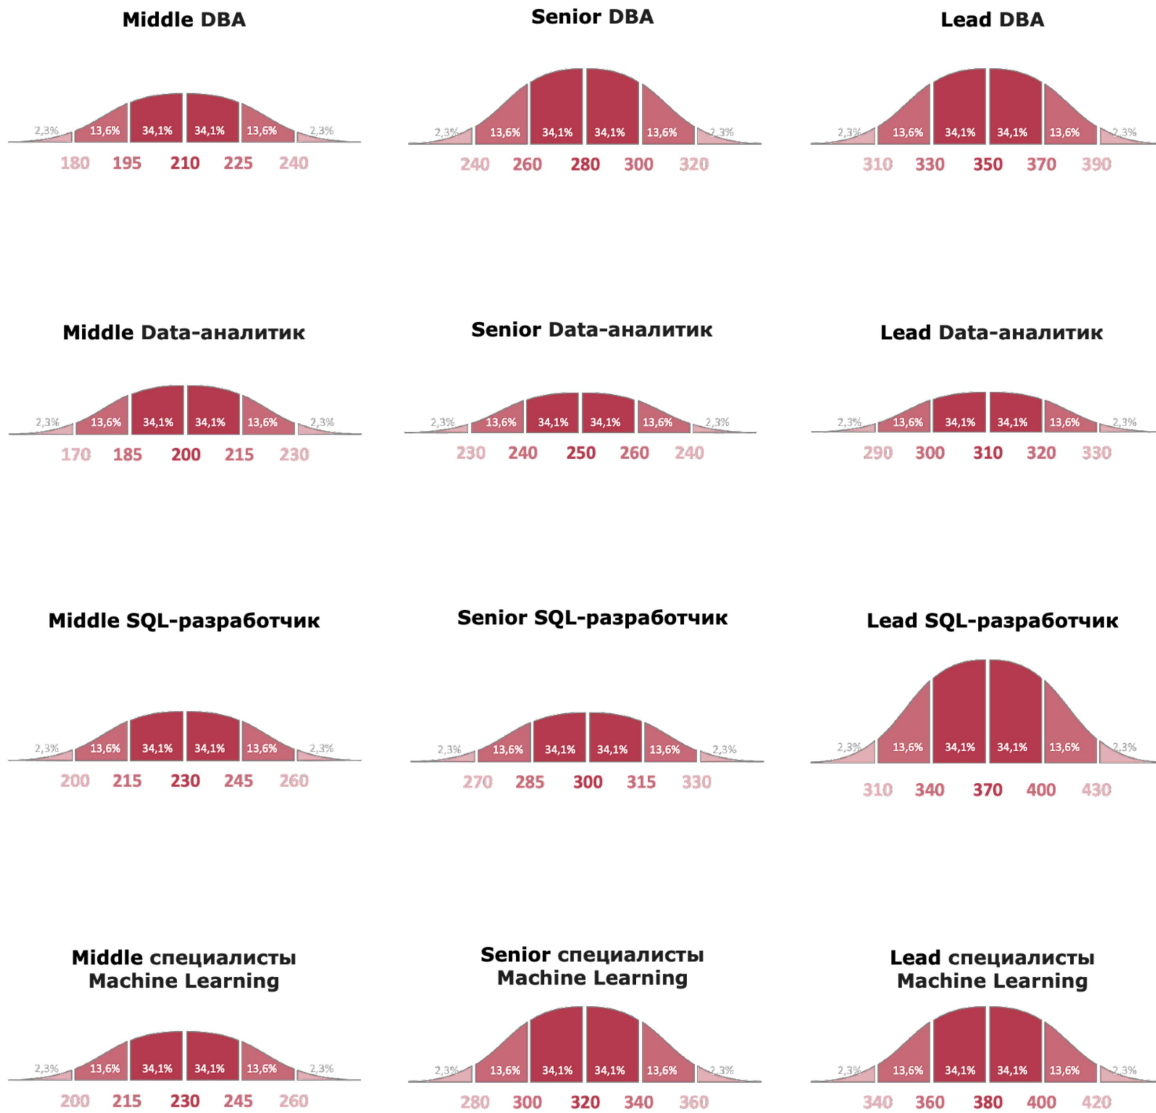 Middle DBA
Senior DBA
Lead DBA
2,3% 13,6% 34,1% 34,1% 13,6% 2,3%
180 195 210 225 240
2,3% 13,6% 34,1% 34,1% 13,6% 2,3%
240 260 280 300 320
2,3% 13,6% 34,1% 34,1% 13,6% 2,3%
310 330 350 370 390
Middle Data-аналитик
Senior Data-аналитик
Lead Data-аналитик
2,3% 13,6% 34,1% 34,1% 13,6% 2,3%
170 185 200 215 230
2,3% 13,6% 34,1% 34,1% 13,6% 2,3%
230 240 250 260 240
2,3% 13,6% 34,1% 34,1% 13,6% 2,3%
290 300 310 320 330
Middle SQL-разработчик
Senior SQL-разработчик
Lead SQL-разработчик
2,3% 13,6% 34,1% 34,1% 13,6% 2,3%
200 215 230 245 260
2,3% 13,6% 34,1% 34,1% 13,6% 2,3%
270 285 300 315 330
2,3% 13,6% 34,1% 34,1% 13,6% 2,3%
310 340 370 400 430
Middle специалисты
Machine Learning
Senior специалисты
Machine Learning
Lead специалисты
Machine Learning
2,3% 13,6% 34,1% 34,1% 13,6% 2,3%
200 215 230 245 260
2,3% 13,6% 34,1% 34,1% 13,6% 2,3%
280 300 320 340 360
2,3% 13,6% 34,1% 34,1% 13,6% 2,3%
340 360 380 400 420